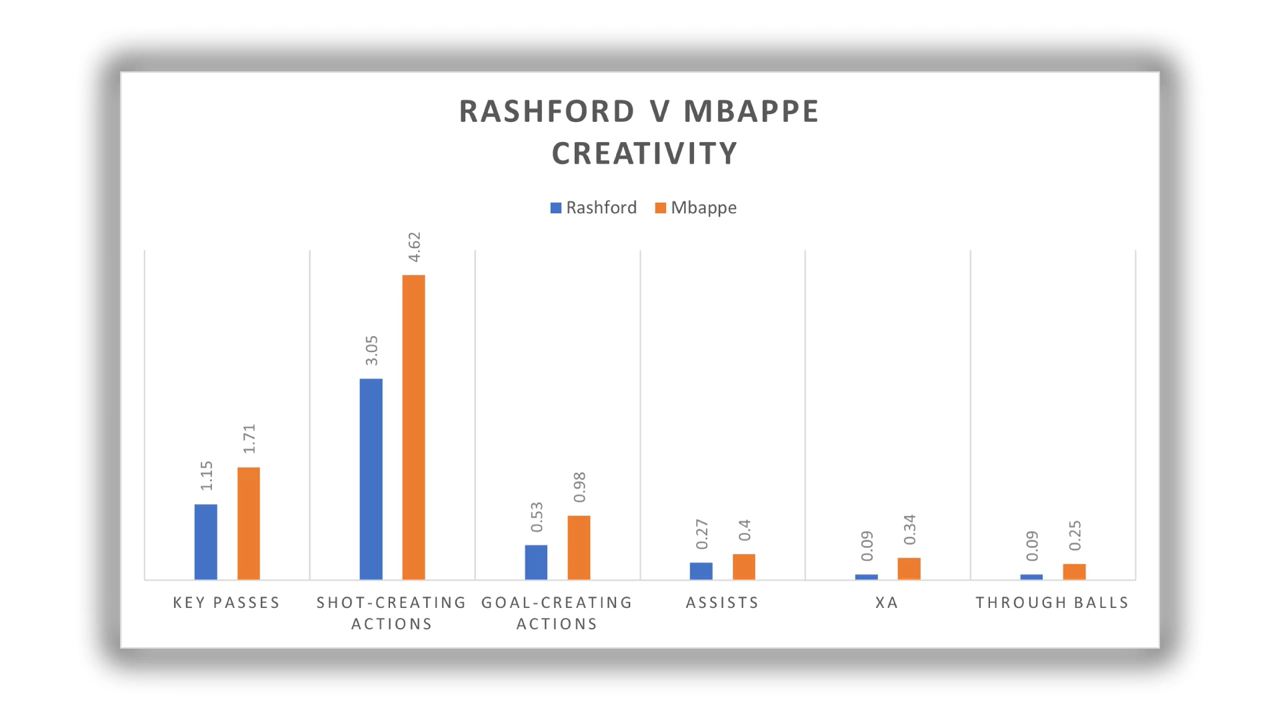 RASHFORD V MBAPPE
CREATIVITY
Rashford Mbappe
1.15
1.71
3.05
4.62
0.53
0.98
0.27
0.4
0.09
0.34
0.09
0.25
KEY PASSES
SHOT-CREATING
ACTIONS
GOAL-CREATING
ACTIONS
ASSISTS
XA
THROUGH BALLS